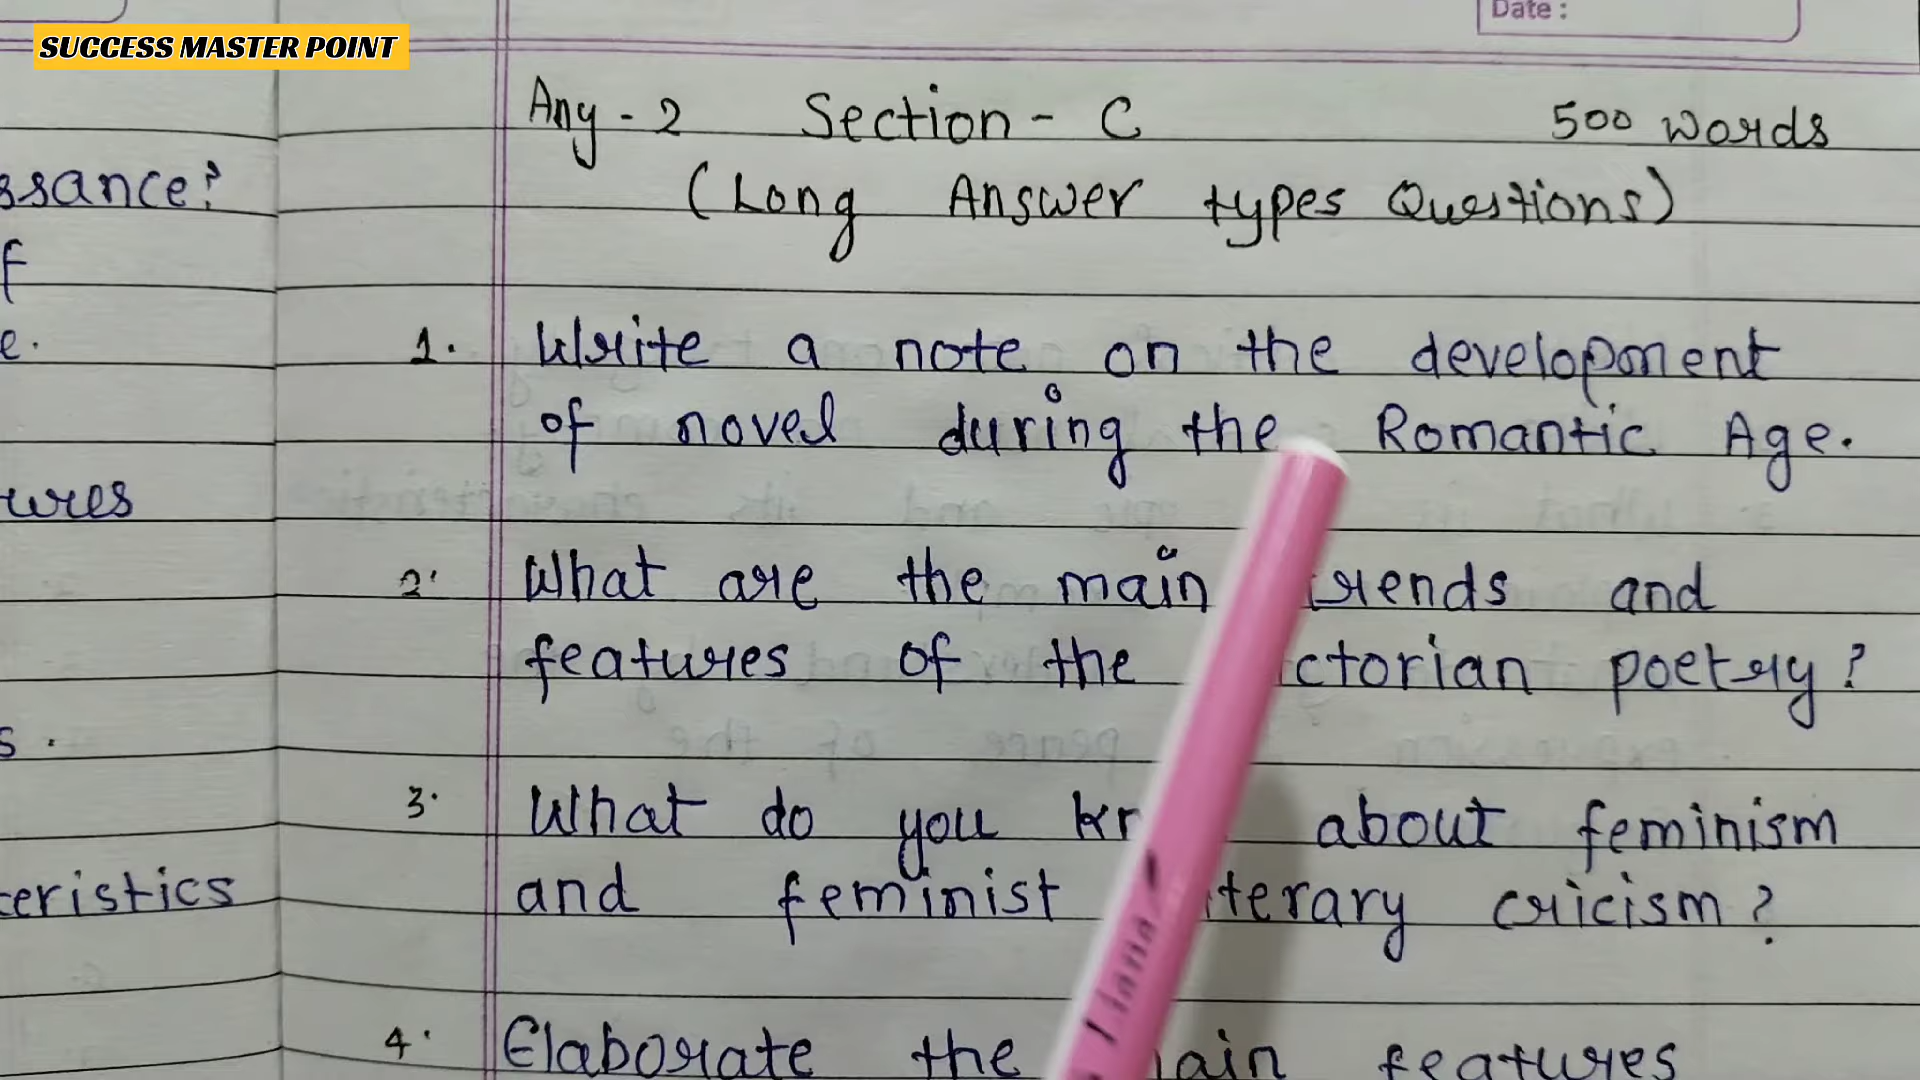 Date :
SUCCESS MASTER POINT
Any - 2 Section - C 500 words
(Long Answer types Questions)
ssance?
f
1. Write a note on the development
e.
of novel during the Romantic Age.
ures
2. What are the main rends and
features of the ctorian poetry?
s.
3. What do you kn about feminism
and feminist terary cricism?
teristics
4. Elaborate the ain features